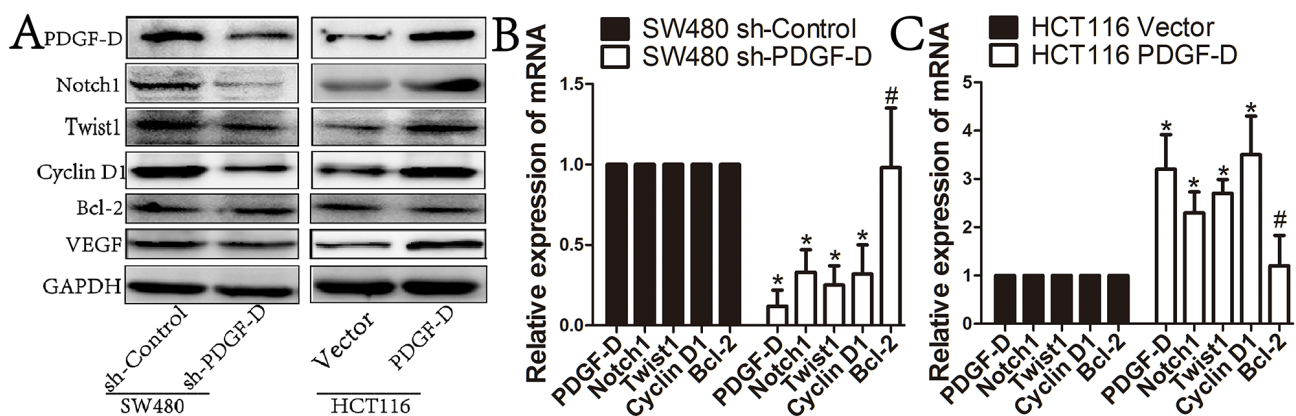 A
PDGF-D
Notch1
Twist1
Cyclin D1
Bcl-2
VEGF
GAPDH
sh-Control
sh-PDGF-D
SW480
Vector
PDGF-D
HCT116
B
SW480 sh-Control
SW480 sh-PDGF-D
Relative expression of mRNA
1.5
1.0
0.5
0.0
*
*
*
*
#
PDGF-D
Notch1
Twist1
Cyclin D1
Bcl-2
PDGF-D
Notch1
Twist1
Cyclin D1
Bcl-2
C
HCT116 Vector
HCT116 PDGF-D
Relative expression of mRNA
5
4
3
2
1
0
*
*
*
*
#
PDGF-D
Notch1
Twist1
Cyclin D1
Bcl-2
PDGF-D
Notch1
Twist1
Cyclin D1
Bcl-2